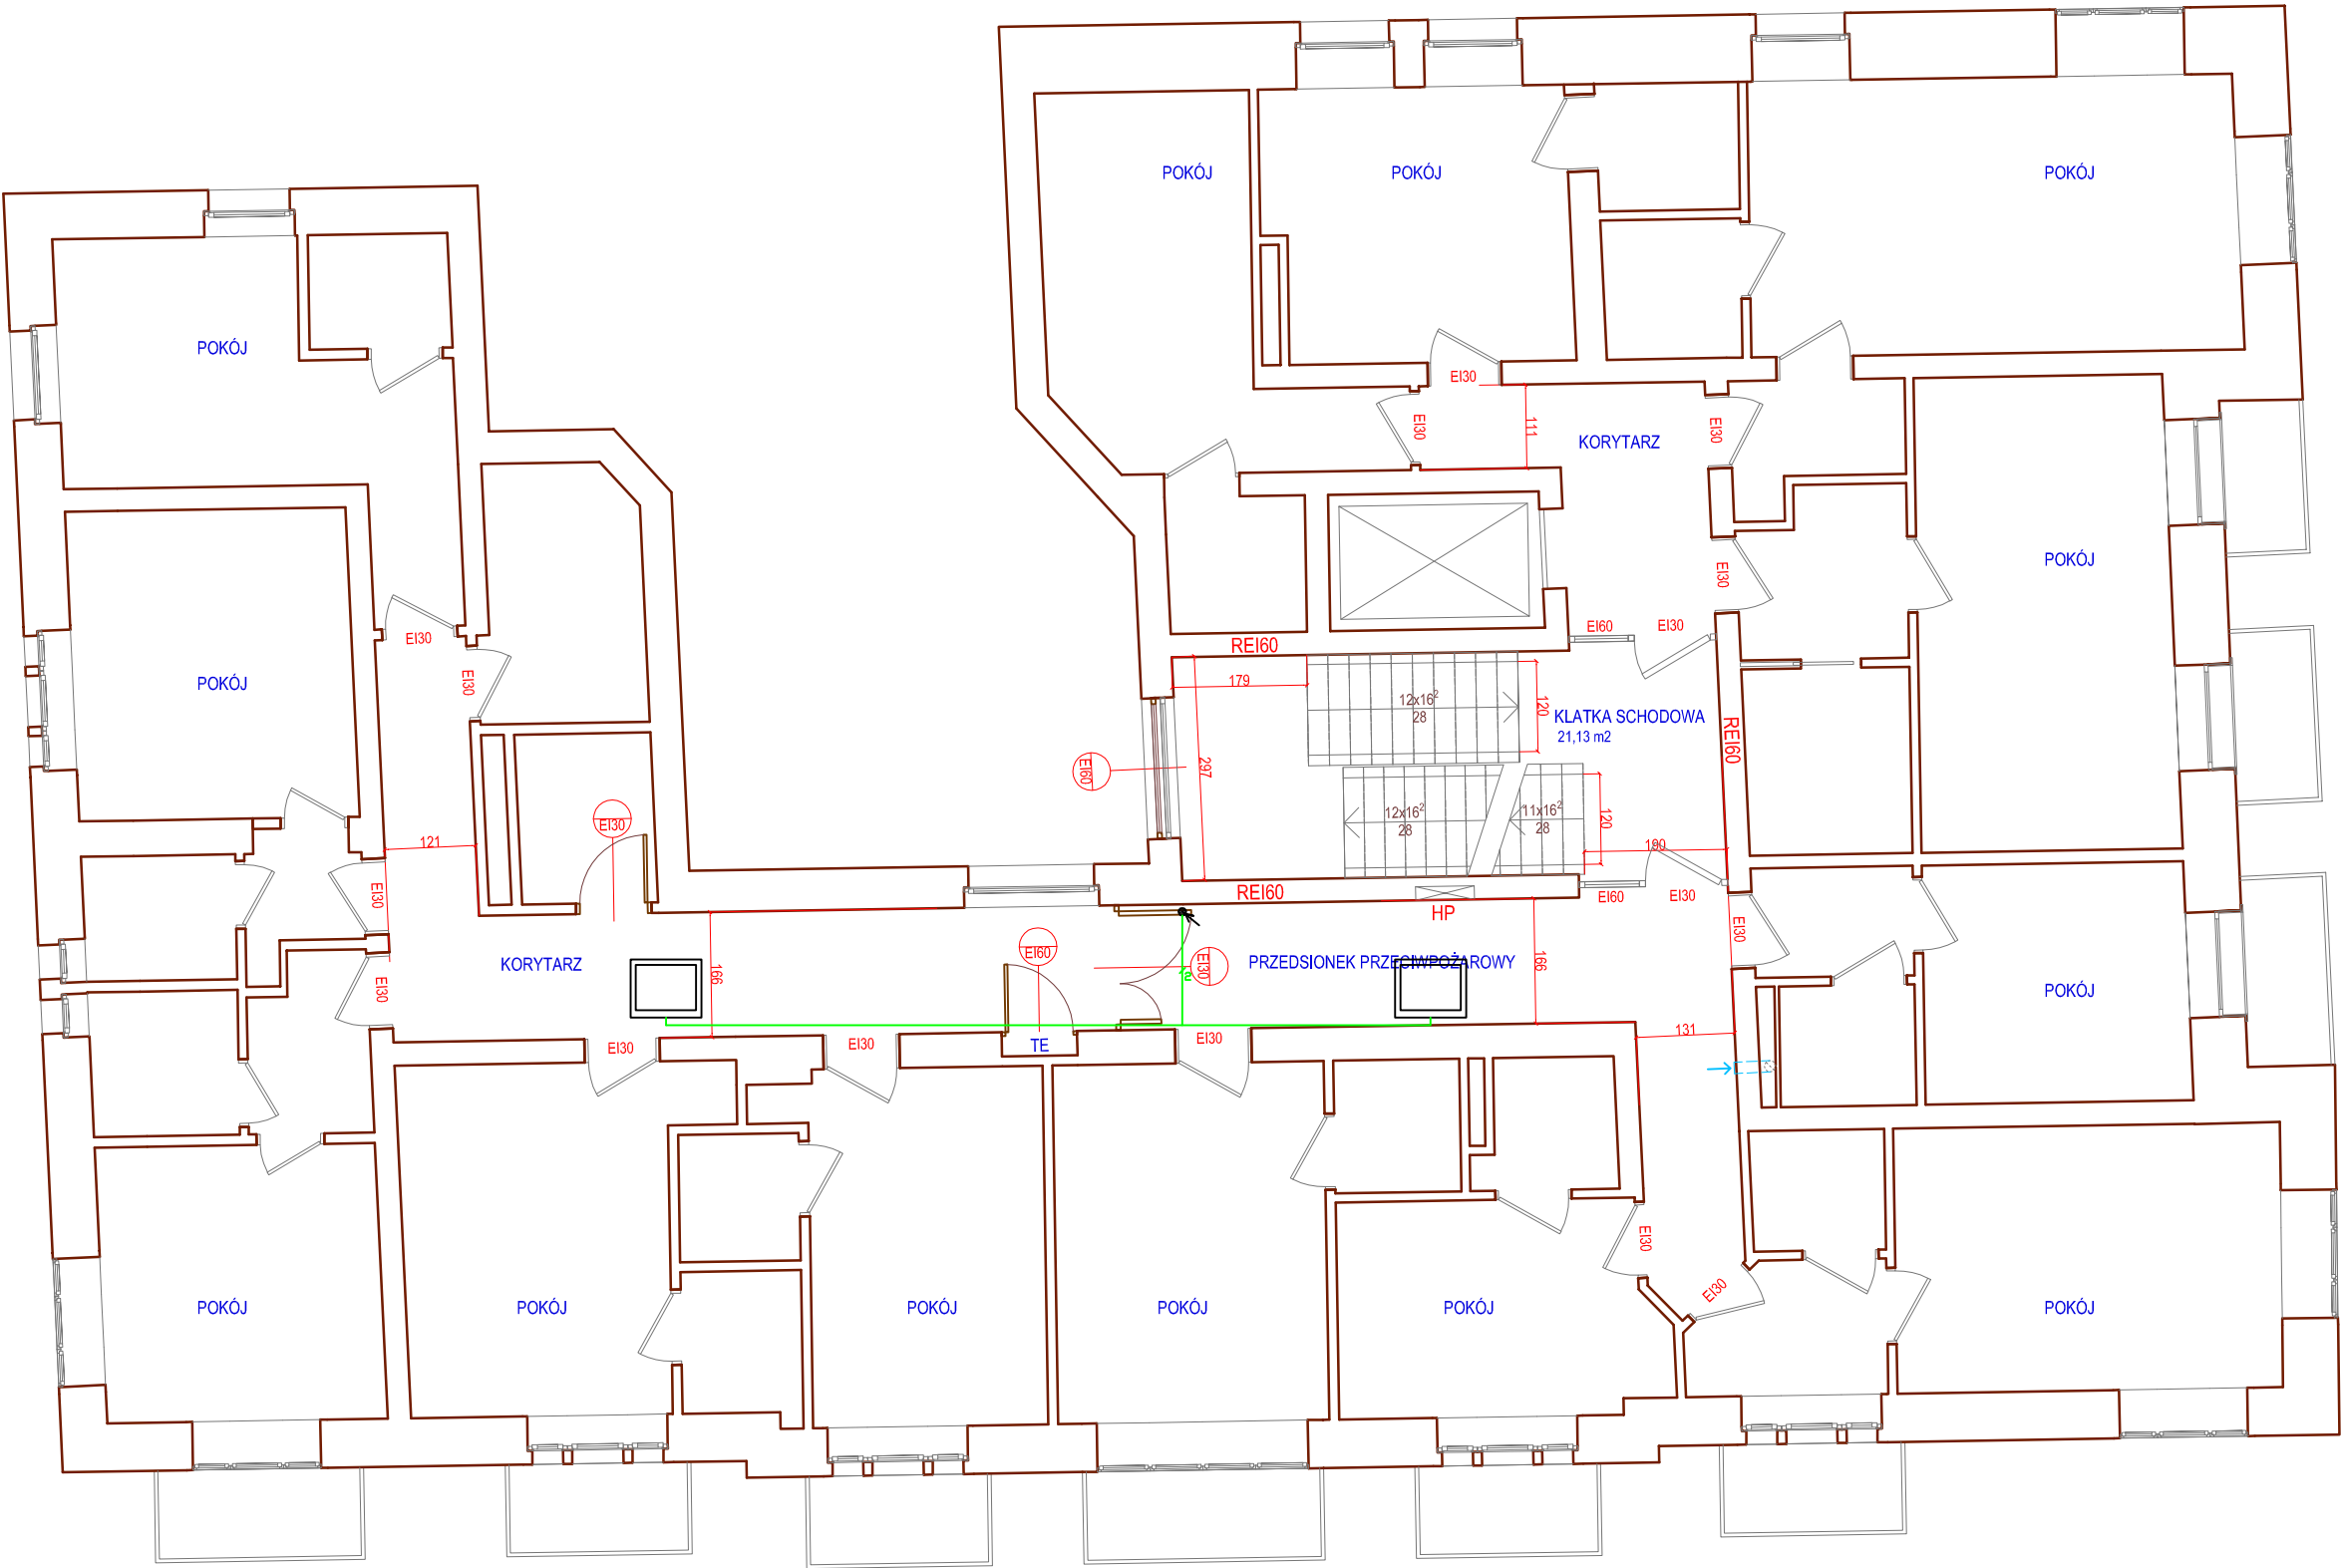 POKÓJ
POKÓJ
POKÓJ
POKÓJ
EI30
EI30
111
KORYTARZ
EI30
POKÓJ
EI30
EI60
EI30
EI30
REI60
EI30
179
12x16²
28
120
KLATKA SCHODOWA
21,13 m2
REI60
POKÓJ
POKÓJ
EI60
297
12x16²
28
11x16²
28
120
EI30
121
190
EI30
REI60
EI60
EI30
HP
EI30
KORYTARZ
166
EI60
EI30
PRZEDSIONEK PRZECIWPOŻAROWY
166
EI30
POKÓJ
131
EI30
EI30
TE
EI30
EI30
EI30
POKÓJ
POKÓJ
POKÓJ
POKÓJ
POKÓJ
POKÓJ